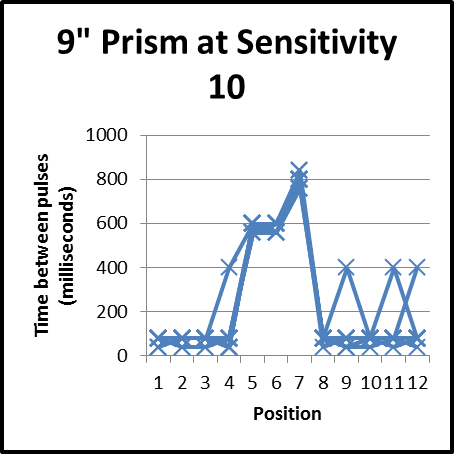 9" Prism at Sensitivity
10
1000
800
600
400
200
0
Time between pulses
(milliseconds)
1 2 3 4 5 6 7 8 9 10 11 12
Position